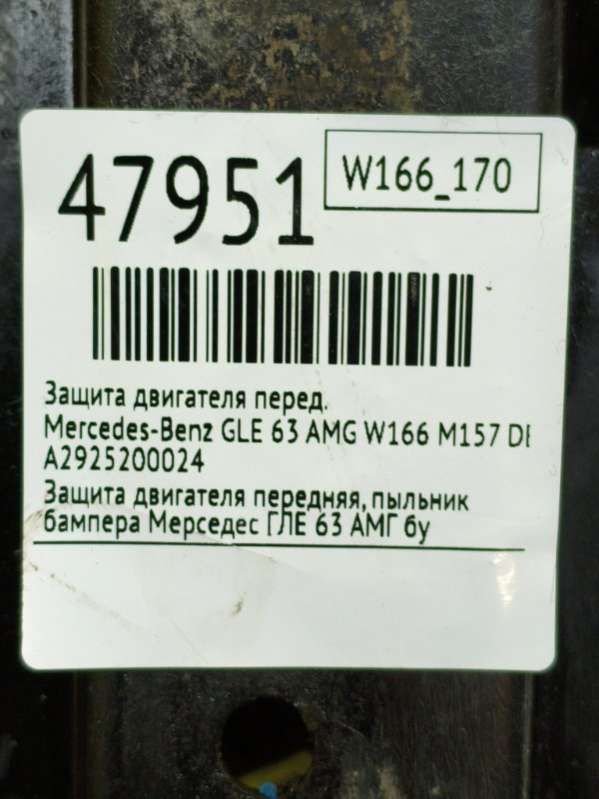 47951
W166_170
Защита двигателя перед.
Mercedes-Benz GLE 63 AMG W166 M157 DE
A2925200024
Защита двигателя передняя, пыльник
бампера Мерседес ГЛЕ 63 АМГ бу